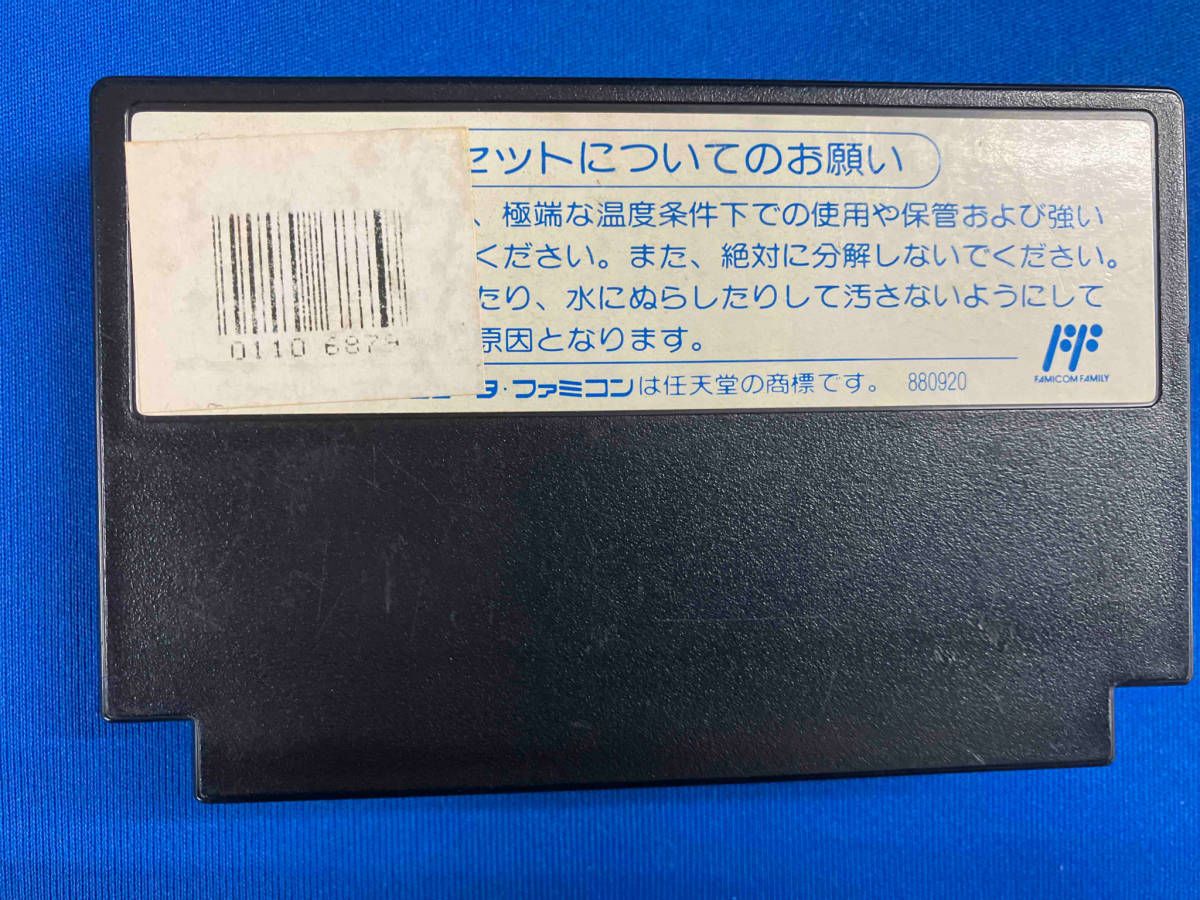 セットについてのお願い
、極端な温度条件下での使用や保管および強い
ください。また、絶対に分解しないでください。
たり、水にぬらしたりして汚さないようにして
原因となります。
FAMICOM FAMILY
・ファミコンは任天堂の商標です。 880920
0110 6879